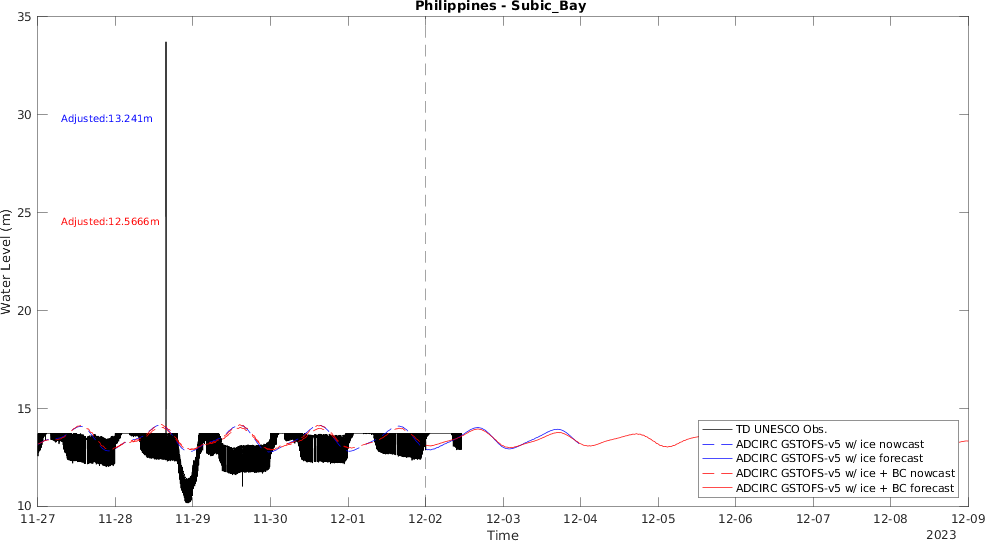 Philippines - Subic_Bay
35
30
25
20
15
10
Water Level (m)
Adjusted:13.241m
Adjusted:12.5666m
TD UNESCO Obs.
ADCIRC GSTOFS-v5 w/ ice nowcast
ADCIRC GSTOFS-v5 w/ ice forecast
ADCIRC GSTOFS-v5 w/ ice + BC nowcast
ADCIRC GSTOFS-v5 w/ ice + BC forecast
11-27 11-28 11-29 11-30 12-01 12-02 12-03 12-04 12-05 12-06 12-07 12-08 12-09
Time
2023